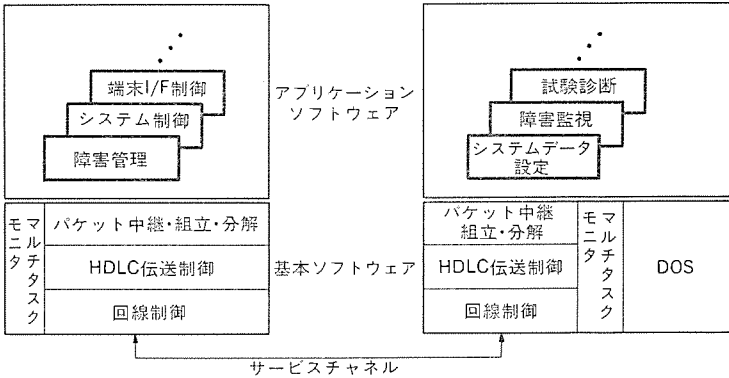 端末I/F制御
システム制御
障害管理
アプリケーション
ソフトウェア
試験診断
障害監視
システムデータ
設定
マルチタスク
モニタ
パケット中継・組立・分解
HDLC伝送制御
回線制御
基本ソフトウェア
パケット中継
組立・分解
HDLC伝送制御
回線制御
マルチタスク
モニタ
DOS
サービスチャネル